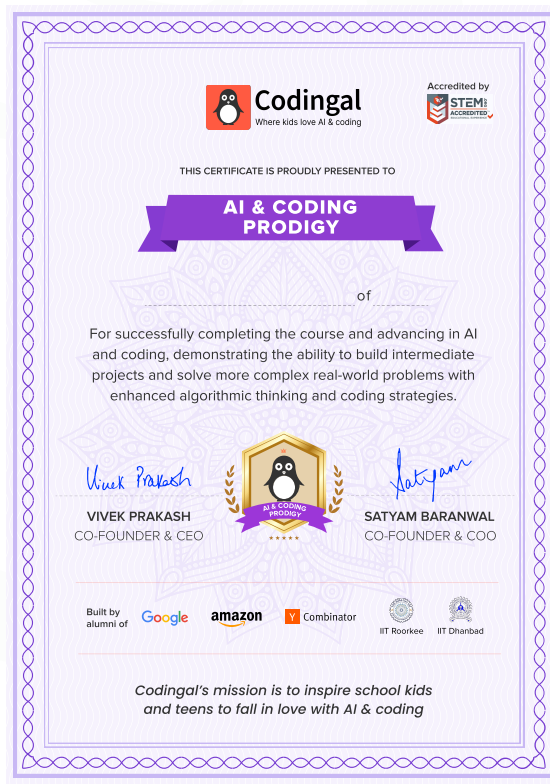 Codingal
Where kids love AI & coding
Accredited by
STEM.ORG
ACCREDITED
EDUCATIONAL EXPERIENCE
THIS CERTIFICATE IS PROUDLY PRESENTED TO
AI & CODING
PRODIGY
of
For successfully completing the course and advancing in AI
and coding, demonstrating the ability to build intermediate
projects and solve more complex real-world problems with
enhanced algorithmic thinking and coding strategies.
Vivek Prakash
Satyam
AI & CODING
PRODIGY
VIVEK PRAKASH
CO-FOUNDER & CEO
SATYAM BARANWAL
CO-FOUNDER & COO
Built by
alumni of
Google
amazon
Y Combinator
IIT Roorkee
IIT Dhanbad
Codingal's mission is to inspire school kids
and teens to fall in love with AI & coding